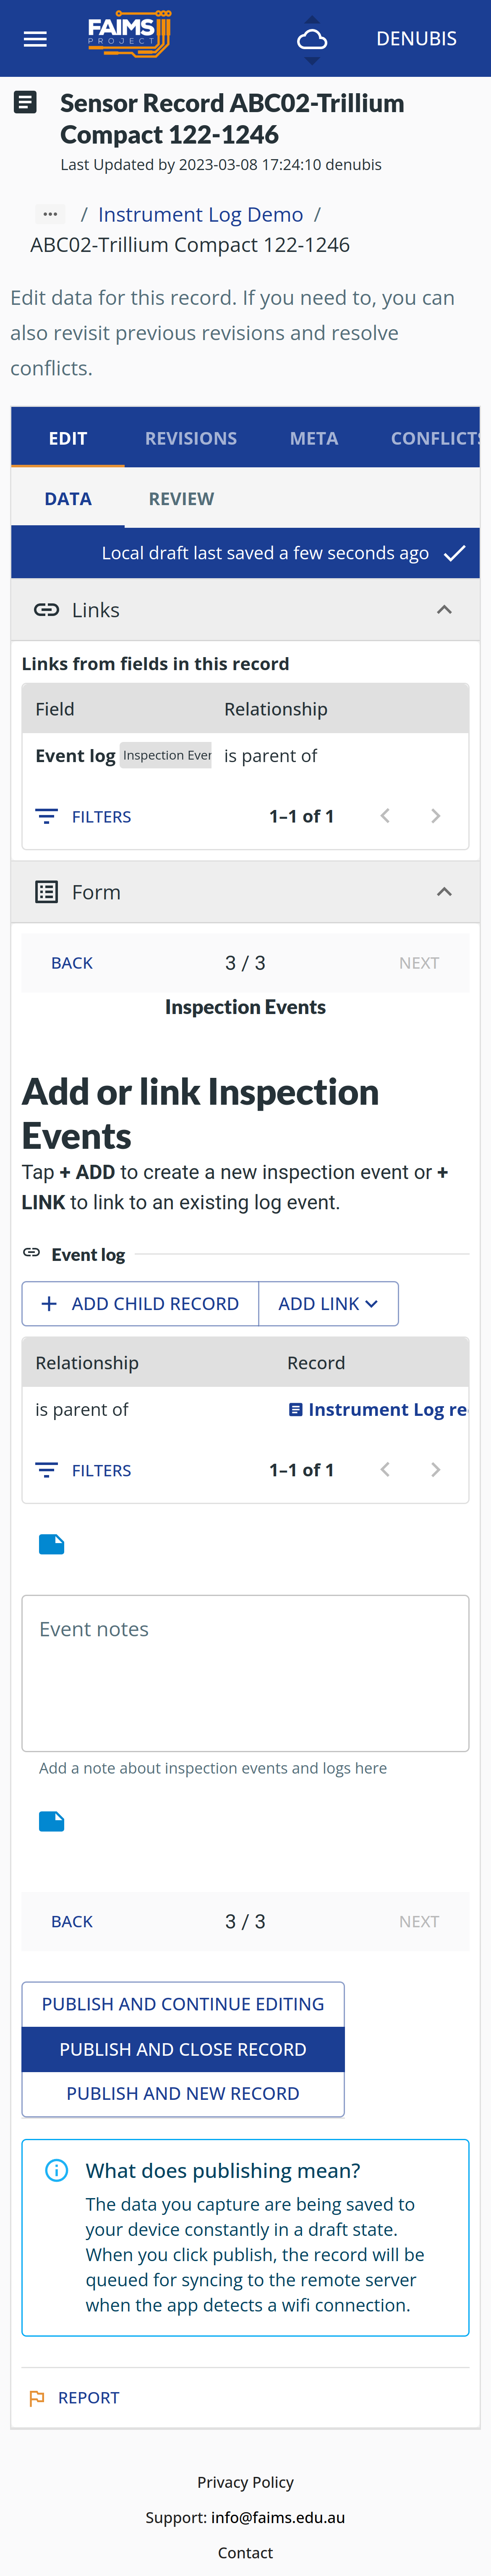 FAIMS
PROJECT
DENUBIS
Sensor Record ABC02-Trillium
Compact 122-1246
Last Updated by 2023-03-08 17:24:10 denubis
... / Instrument Log Demo /
ABC02-Trillium Compact 122-1246
Edit data for this record. If you need to, you can
also revisit previous revisions and resolve
conflicts.
EDIT REVISIONS META CONFLICTS
DATA REVIEW
Local draft last saved a few seconds ago
Links
Links from fields in this record
Field Relationship
Event log Inspection Ever is parent of
FILTERS 1–1 of 1
Form
BACK 3 / 3 NEXT
Inspection Events
Add or link Inspection
Events
Tap + ADD to create a new inspection event or +
LINK to link to an existing log event.
Event log
ADD CHILD RECORD ADD LINK
Relationship Record
is parent of Instrument Log re
FILTERS 1–1 of 1
Event notes
Add a note about inspection events and logs here
BACK 3 / 3 NEXT
PUBLISH AND CONTINUE EDITING
PUBLISH AND CLOSE RECORD
PUBLISH AND NEW RECORD
What does publishing mean?
The data you capture are being saved to
your device constantly in a draft state.
When you click publish, the record will be
queued for syncing to the remote server
when the app detects a wifi connection.
REPORT
Privacy Policy
Support: info@faims.edu.au
Contact